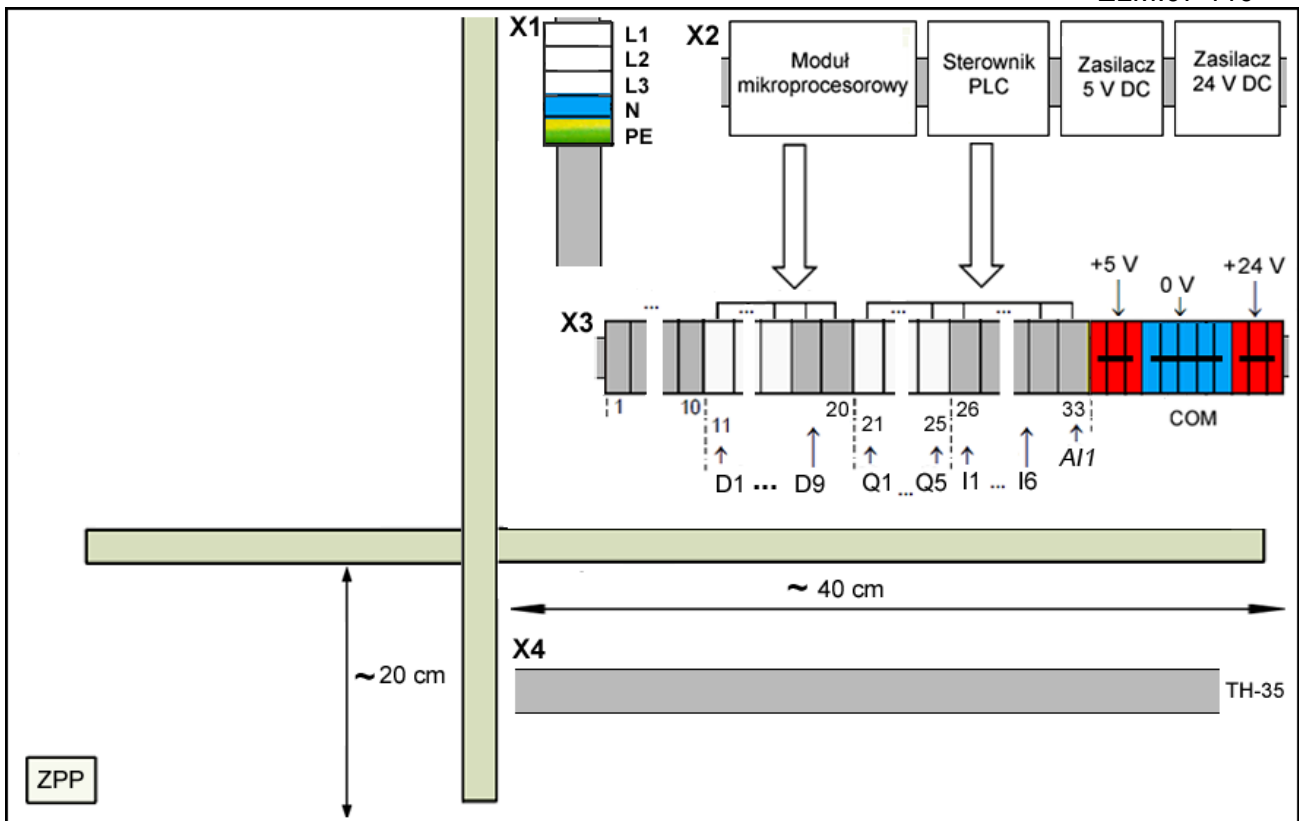 X1
L1
L2
L3
N
PE
X2
Moduł
mikroprocesorowy
Sterownik
PLC
Zasilacz
5 V DC
Zasilacz
24 V DC
X3
...
...
...
...
+5 V
0 V
+24 V
1
10
11
20
21
25
26
33
COM
D1 ... D9
Q1 ... Q5
I1 ... I6
AI1
~ 40 cm
~ 20 cm
X4
TH-35
ZPP